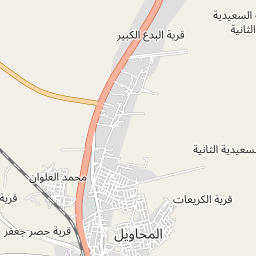 السعيدية
الثانية
قرية البدع الكبير
السعيدية الثانية
محمد العلوان
قرية
قرية الكريعات
قرية حصر جعفر
المحاويل